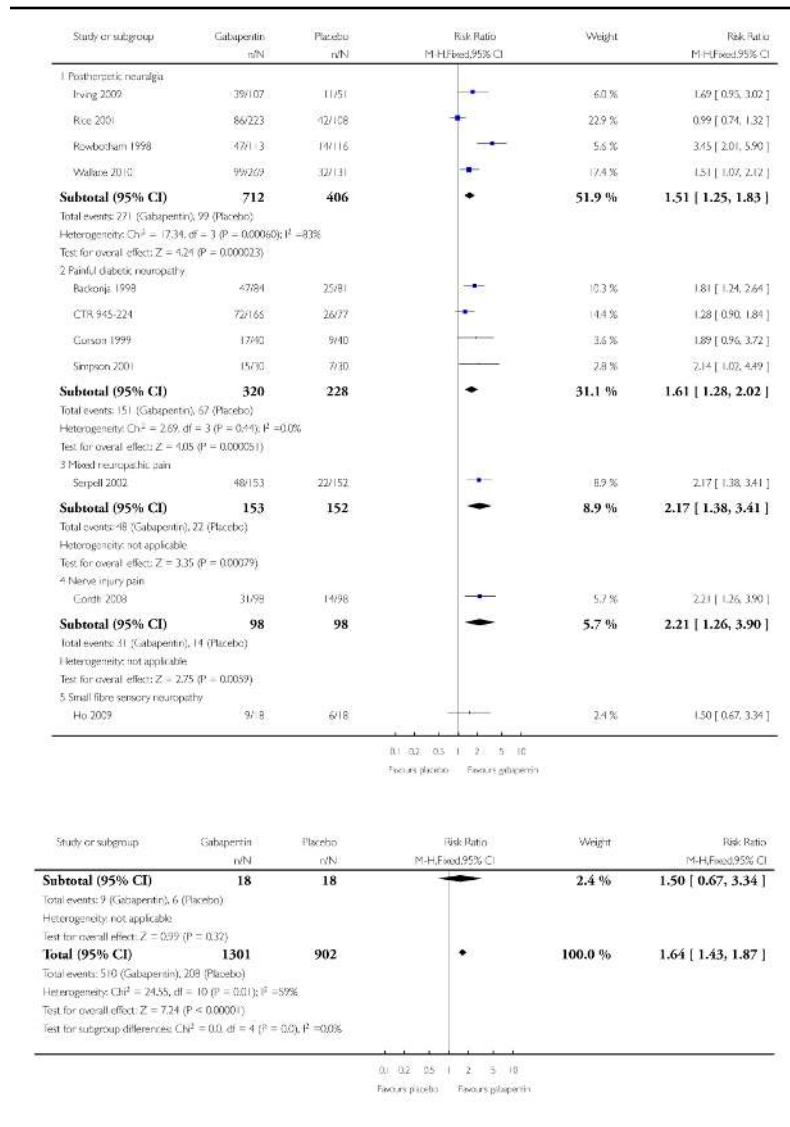 Study or subgroup Gabapentin Placebo Risk Ratio Weight Risk Ratio
n/N n/N M-H,Fixed,95% CI M-H,Fixed,95% CI
1 Postherpetic neuralgia
Irving 2009 39/107 11/51 6.0 % 1.69 [ 0.95, 3.02 ]
Rice 2001 86/223 42/108 22.9 % 0.99 [ 0.74, 1.32 ]
Rowbotham 1998 47/113 14/116 5.6 % 3.45 [ 2.01, 5.90 ]
Wallace 2010 99/269 32/131 17.4 % 1.51 [ 1.07, 2.12 ]
Subtotal (95% CI) 712 406 51.9 % 1.51 [ 1.25, 1.83 ]
Total events: 271 (Gabapentin), 99 (Placebo)
Heterogeneity: Chi² = 17.34, df = 3 (P = 0.00060); I² =83%
Test for overall effect: Z = 4.24 (P = 0.000023)
2 Painful diabetic neuropathy
Backonja 1998 47/84 25/81 10.3 % 1.81 [ 1.24, 2.64 ]
CTR 945-224 72/166 26/77 14.4 % 1.28 [ 0.90, 1.84 ]
Gorson 1999 17/40 9/40 3.6 % 1.89 [ 0.96, 3.72 ]
Simpson 2001 15/30 7/30 2.8 % 2.14 [ 1.02, 4.49 ]
Subtotal (95% CI) 320 228 31.1 % 1.61 [ 1.28, 2.02 ]
Total events: 151 (Gabapentin), 67 (Placebo)
Heterogeneity: Chi² = 2.69, df = 3 (P = 0.44); I² =0.0%
Test for overall effect: Z = 4.05 (P = 0.000051)
3 Mixed neuropathic pain
Serpell 2002 48/153 22/152 8.9 % 2.17 [ 1.38, 3.41 ]
Subtotal (95% CI) 153 152 8.9 % 2.17 [ 1.38, 3.41 ]
Total events: 48 (Gabapentin), 22 (Placebo)
Heterogeneity: not applicable
Test for overall effect: Z = 3.35 (P = 0.00079)
4 Nerve injury pain
Gordh 2008 31/98 14/98 5.7 % 2.21 [ 1.26, 3.90 ]
Subtotal (95% CI) 98 98 5.7 % 2.21 [ 1.26, 3.90 ]
Total events: 31 (Gabapentin), 14 (Placebo)
Heterogeneity: not applicable
Test for overall effect: Z = 2.75 (P = 0.0059)
5 Small fibre sensory neuropathy
Ho 2009 9/18 6/18 2.4 % 1.50 [ 0.67, 3.34 ]
0.1 0.2 0.5 1 2 5 10
Favours placebo Favours gabapentin
Study or subgroup Gabapentin Placebo Risk Ratio Weight Risk Ratio
n/N n/N M-H,Fixed,95% CI M-H,Fixed,95% CI
Subtotal (95% CI) 18 18 2.4 % 1.50 [ 0.67, 3.34 ]
Total events: 9 (Gabapentin), 6 (Placebo)
Heterogeneity: not applicable
Test for overall effect: Z = 0.99 (P = 0.32)
Total (95% CI) 1301 902 100.0 % 1.64 [ 1.43, 1.87 ]
Total events: 510 (Gabapentin), 208 (Placebo)
Heterogeneity: Chi² = 24.55, df = 10 (P = 0.01); I² =59%
Test for overall effect: Z = 7.24 (P < 0.00001)
Test for subgroup differences: Chi² = 0.0, df = 4 (P = 0.0), I² =0.0%
0.1 0.2 0.5 1 2 5 10
Favours placebo Favours gabapentin